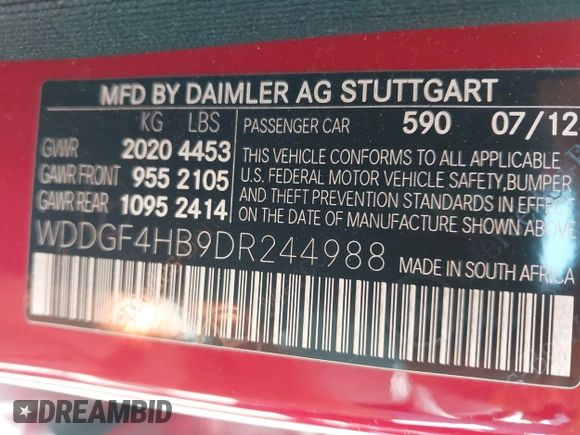 MFD BY DAIMLER AG STUTTGART
KG LBS PASSENGER CAR 590 07/12
GVWR 2020 4453 THIS VEHICLE CONFORMS TO ALL APPLICABLE
GAWR FRONT 955 2105 U.S. FEDERAL MOTOR VEHICLE SAFETY, BUMPER
GAWR REAR 1095 2414 AND THEFT PREVENTION STANDARDS IN EFFECT
ON THE DATE OF MANUFACTURE SHOWN ABOVE
WDDGF4HB9DR244988
MADE IN SOUTH AFRICA
DREAMBID